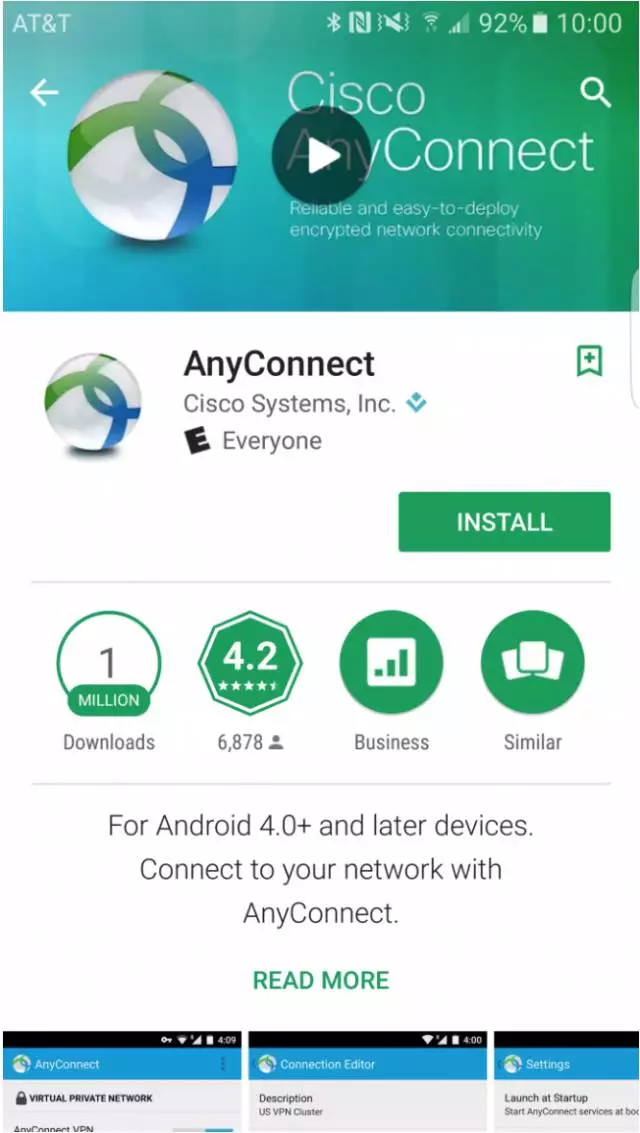 AT&T 92% 10:00
Cisco
AnyConnect
Reliable and easy-to-deploy
encrypted network connectivity
AnyConnect
Cisco Systems, Inc.
E Everyone
INSTALL
1
MILLION
4.2
Downloads 6,878 Business Similar
For Android 4.0+ and later devices.
Connect to your network with
AnyConnect.
READ MORE
4:09 4:00
AnyConnect Connection Editor Settings
VIRTUAL PRIVATE NETWORK Description Launch at Startup
US VPN Cluster Start AnyConnect services at boo
AnyConnect VPN